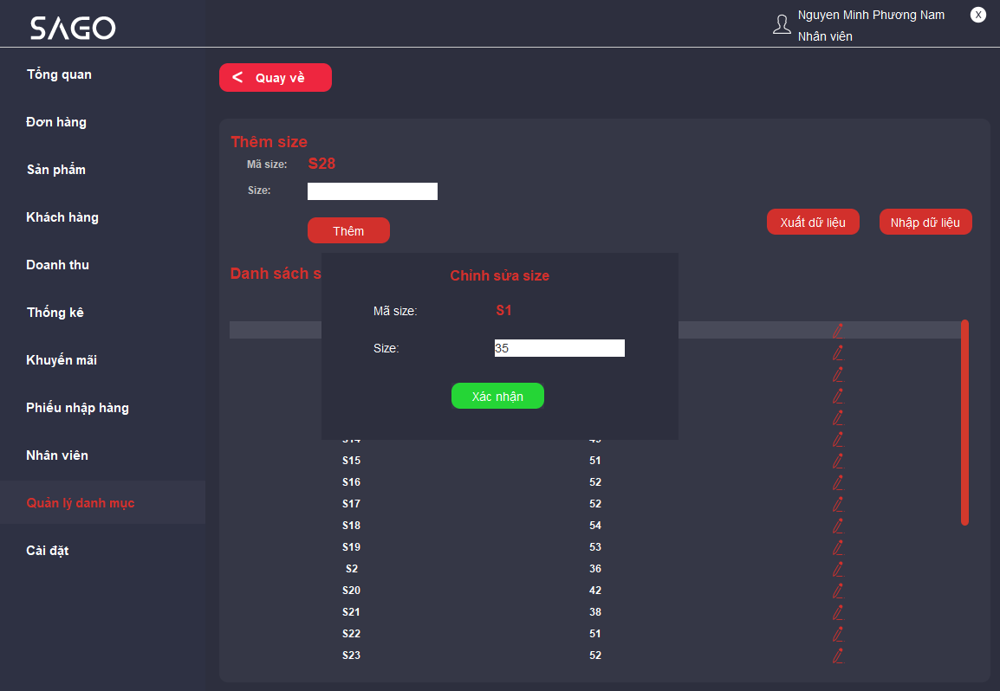 SAGO
Nguyen Minh Phương Nam
Nhân viên
X
Tổng quan
Đơn hàng
Sản phẩm
Khách hàng
Doanh thu
Thống kê
Khuyến mãi
Phiếu nhập hàng
Nhân viên
Quản lý danh mục
Cài đặt
< Quay về
Thêm size
Mã size: S28
Size:
Thêm
Xuất dữ liệu
Nhập dữ liệu
Danh sách s
Chỉnh sửa size
Mã size: S1
Size: 35
Xác nhận
S14
S15 51
S16 52
S17 52
S18 54
S19 53
S2 36
S20 42
S21 38
S22 51
S23 52